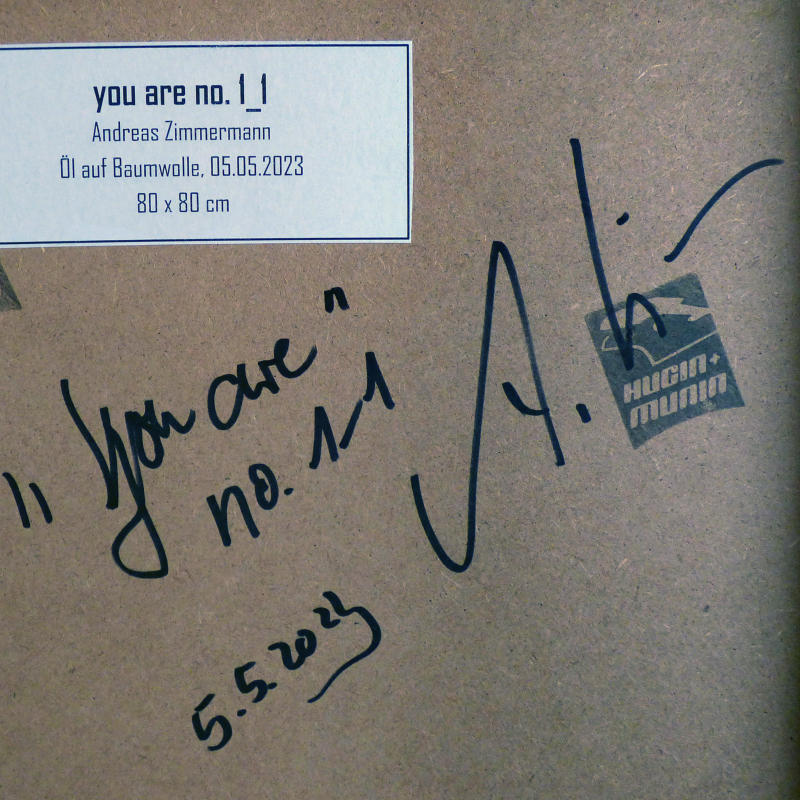 you are no. 1_1
Andreas Zimmermann
Öl auf Baumwolle, 05.05.2023
80 x 80 cm
„You are"
no. 1-1
5.5.2023
HUGIN+
MUNIN